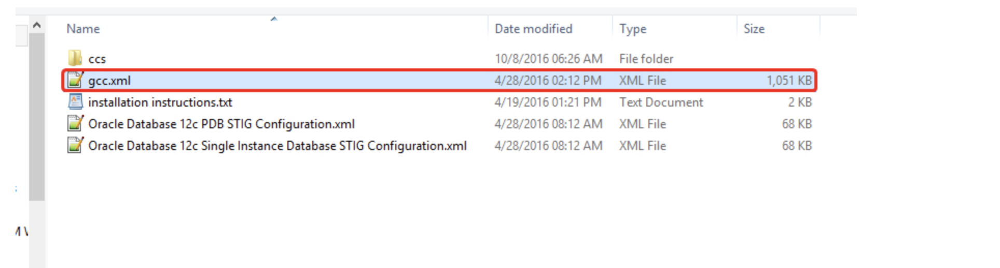 Name Date modified Type Size
ccs 10/8/2016 06:26 AM File folder
gcc.xml 4/28/2016 02:12 PM XML File 1,051 KB
installation instructions.txt 4/19/2016 01:21 PM Text Document 2 KB
Oracle Database 12c PDB STIG Configuration.xml 4/28/2016 08:12 AM XML File 68 KB
Oracle Database 12c Single Instance Database STIG Configuration.xml 4/28/2016 08:12 AM XML File 68 KB